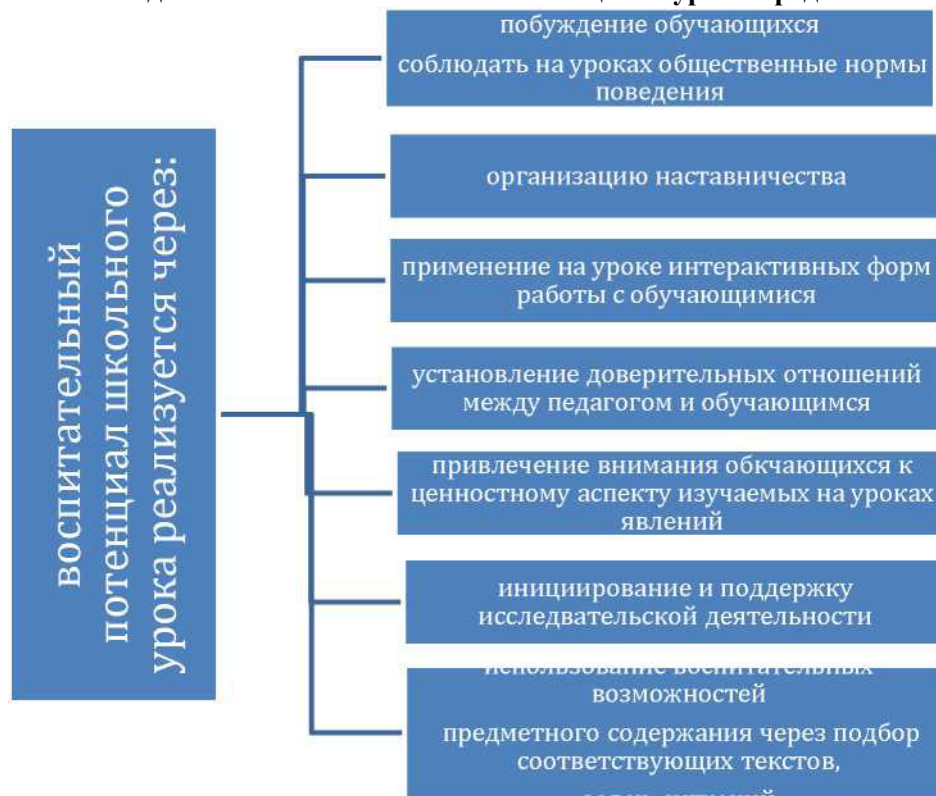 воспитательный
потенциал школьного
урока реализуется через:
побуждение обучающихся
соблюдать на уроках общественные нормы
поведения
организацию наставничества
применение на уроке интерактивных форм
работы с обучающимися
установление доверительных отношений
между педагогом и обучающимся
привлечение внимания обкчающихся к
ценностному аспекту изучаемых на уроках
явлений
инициирование и поддержку
исследвательской деятельности
использование воспитательных
возможностей
предметного содержания через подбор
соответствующих текстов,